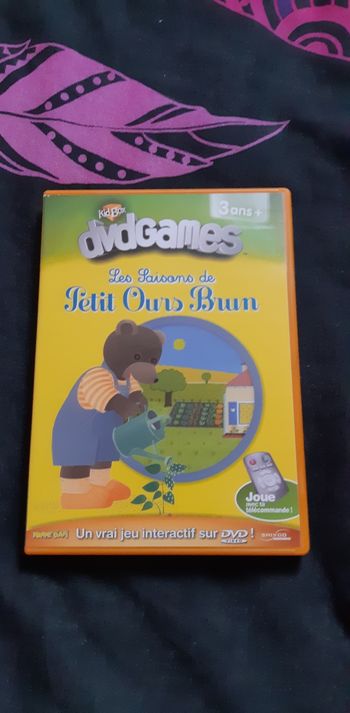 3 ans +
Kid Box
dvdGames
Les Saisons de
Petit Ours Brun
Joue
avec ta
télécommande !
Un vrai jeu interactif sur DVD !
VIDEO